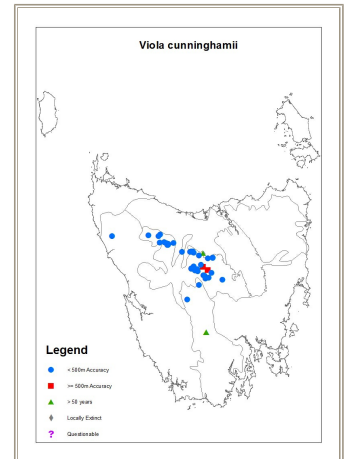 Viola cunninghamii
Legend
< 500m Accuracy
>= 500m Accuracy
> 50 years
Locally Extinct
? Questionable